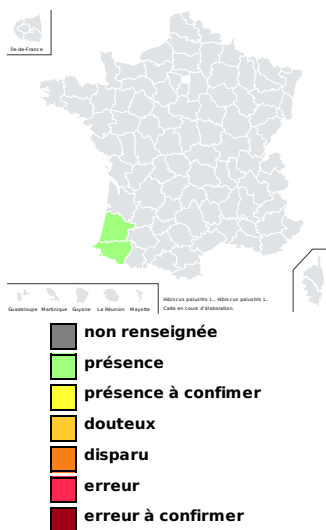 Île-de-France
Guadeloupe Martinique Guyane La Réunion Mayotte
Hibiscus palustris L., Hibiscus palustris L.
Carte en cours d'élaboration.
non renseignée
présence
présence à confimer
douteux
disparu
erreur
erreur à confirmer